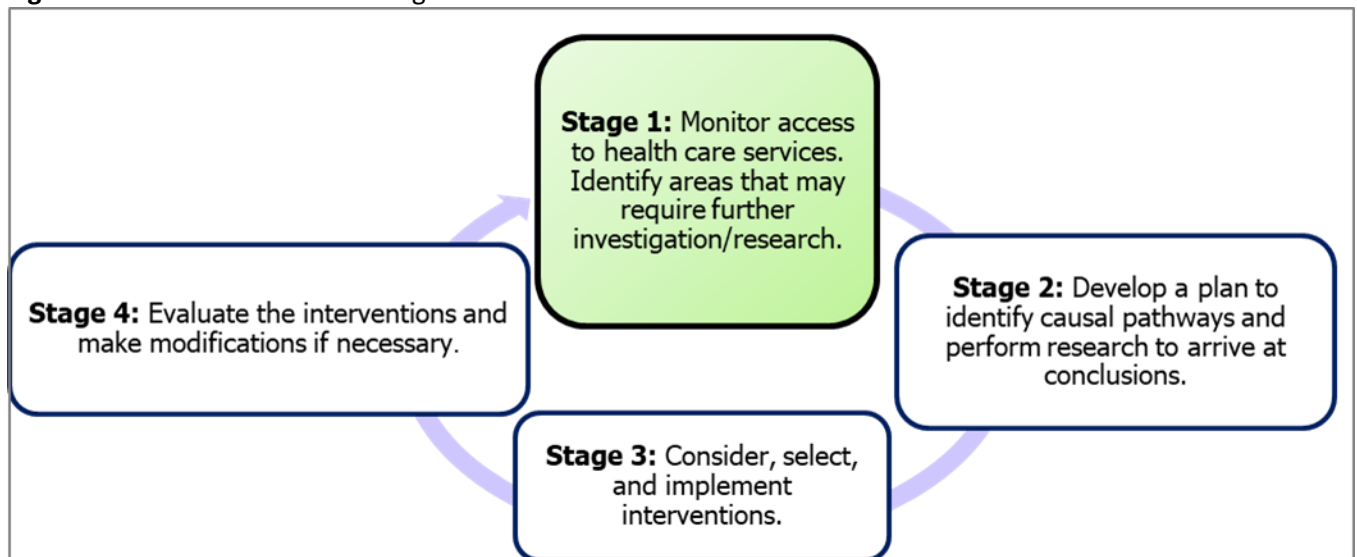 Stage 1: Monitor access
to health care services.
Identify areas that may
require further
investigation/research.
Stage 2: Develop a plan to
identify causal pathways and
perform research to arrive at
conclusions.
Stage 3: Consider, select,
and implement
interventions.
Stage 4: Evaluate the interventions and
make modifications if necessary.